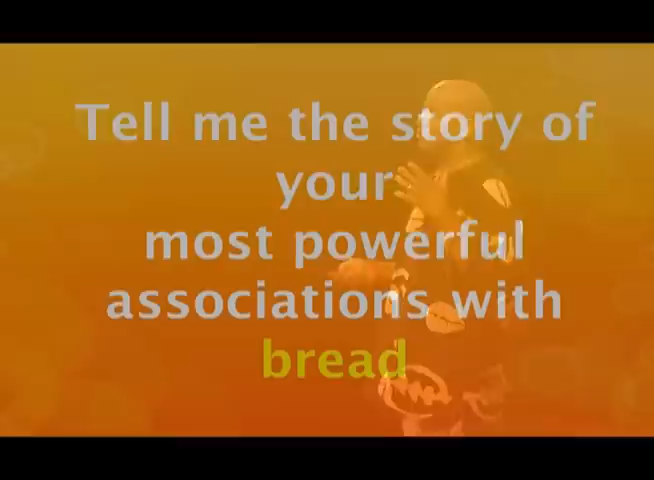 Tell me the story of
your
most powerful
associations with
bread